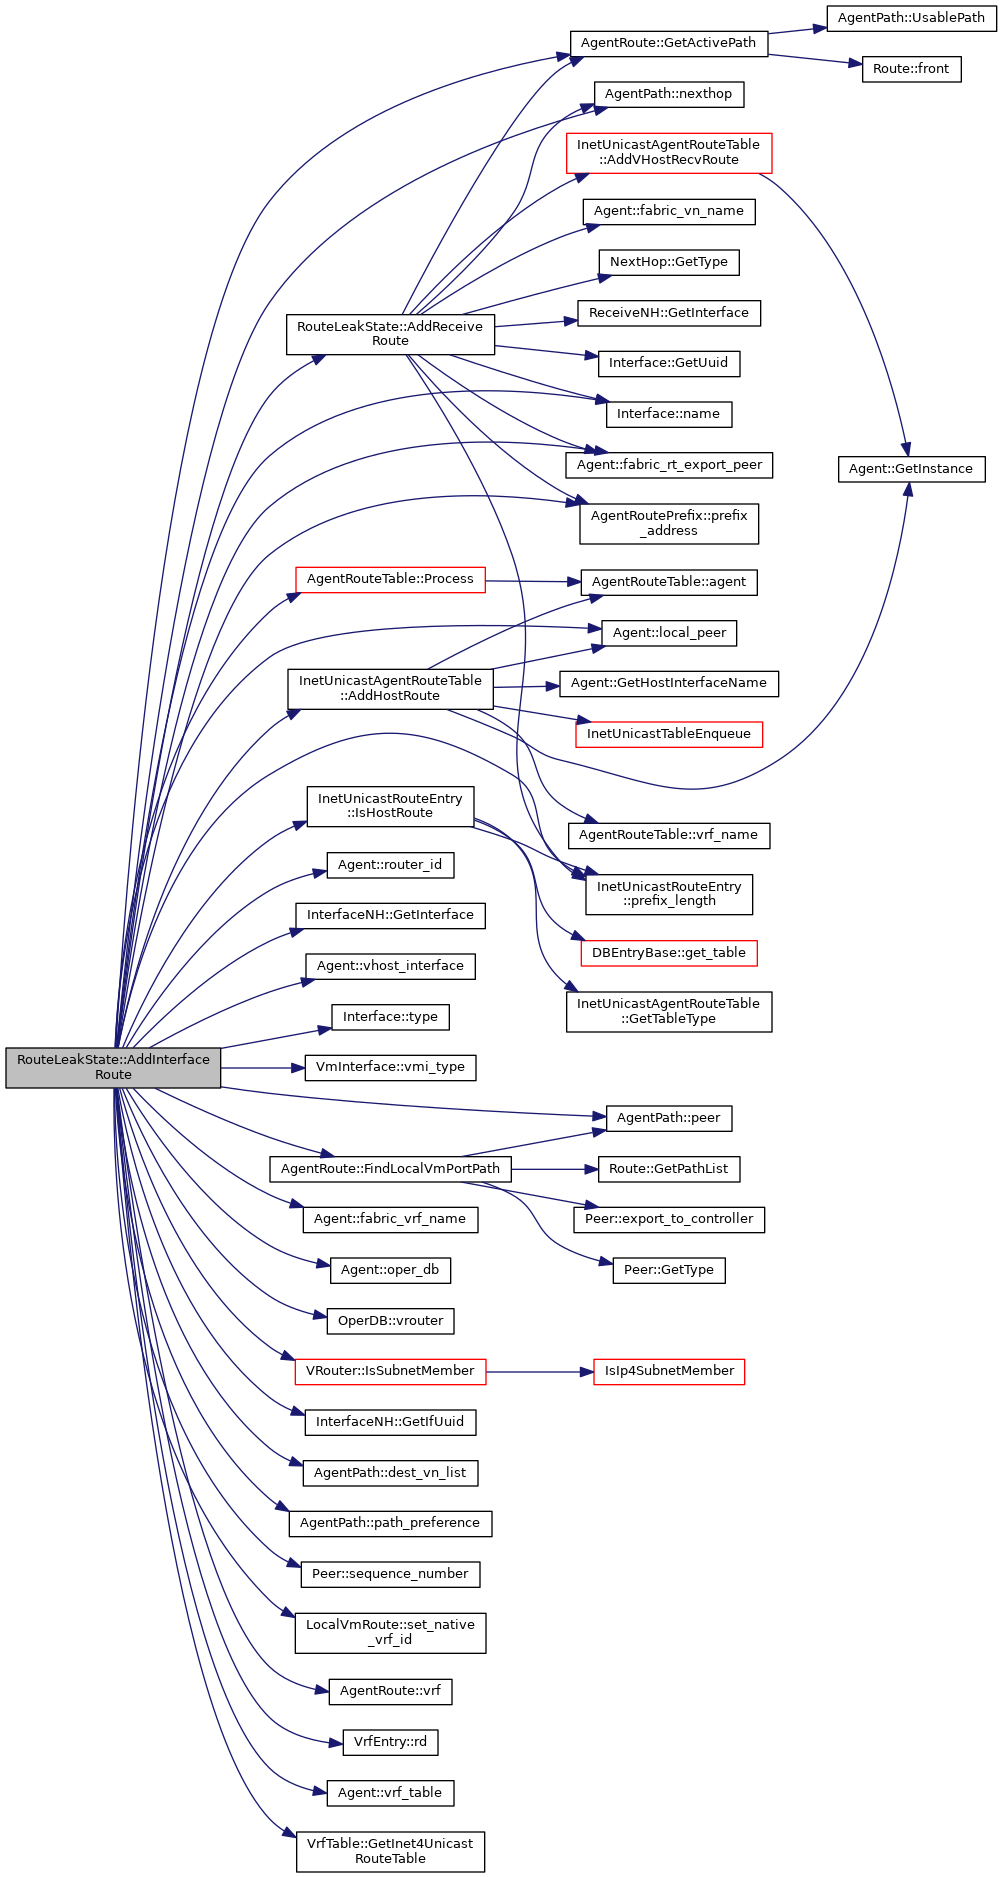 AgentPath::UsablePath
AgentRoute::GetActivePath
Route::front
AgentPath::nexthop
InetUnicastAgentRouteTable
::AddVHostRecvRoute
Agent::fabric_vn_name
NextHop::GetType
ReceiveNH::GetInterface
RouteLeakState::AddReceive
Route
Interface::GetUuid
Interface::name
Agent::fabric_rt_export_peer
Agent::GetInstance
AgentRoutePrefix::prefix
_address
AgentRouteTable::Process
AgentRouteTable::agent
Agent::local_peer
InetUnicastAgentRouteTable
::AddHostRoute
Agent::GetHostInterfaceName
InetUnicastTableEnqueue
InetUnicastRouteEntry
::IsHostRoute
AgentRouteTable::vrf_name
Agent::router_id
InetUnicastRouteEntry
::prefix_length
InterfaceNH::GetInterface
DBEntryBase::get_table
Agent::vhost_interface
InetUnicastAgentRouteTable
::GetTableType
Interface::type
RouteLeakState::AddInterface
Route
VmInterface::vmi_type
AgentPath::peer
AgentRoute::FindLocalVmPortPath
Route::GetPathList
Agent::fabric_vrf_name
Peer::export_to_controller
Agent::oper_db
Peer::GetType
OperDB::vrouter
VRouter::IsSubnetMember
IsIp4SubnetMember
InterfaceNH::GetIfUuid
AgentPath::dest_vn_list
AgentPath::path_preference
Peer::sequence_number
LocalVmRoute::set_native
_vrf_id
AgentRoute::vrf
VrfEntry::rd
Agent::vrf_table
VrfTable::GetInet4Unicast
RouteTable